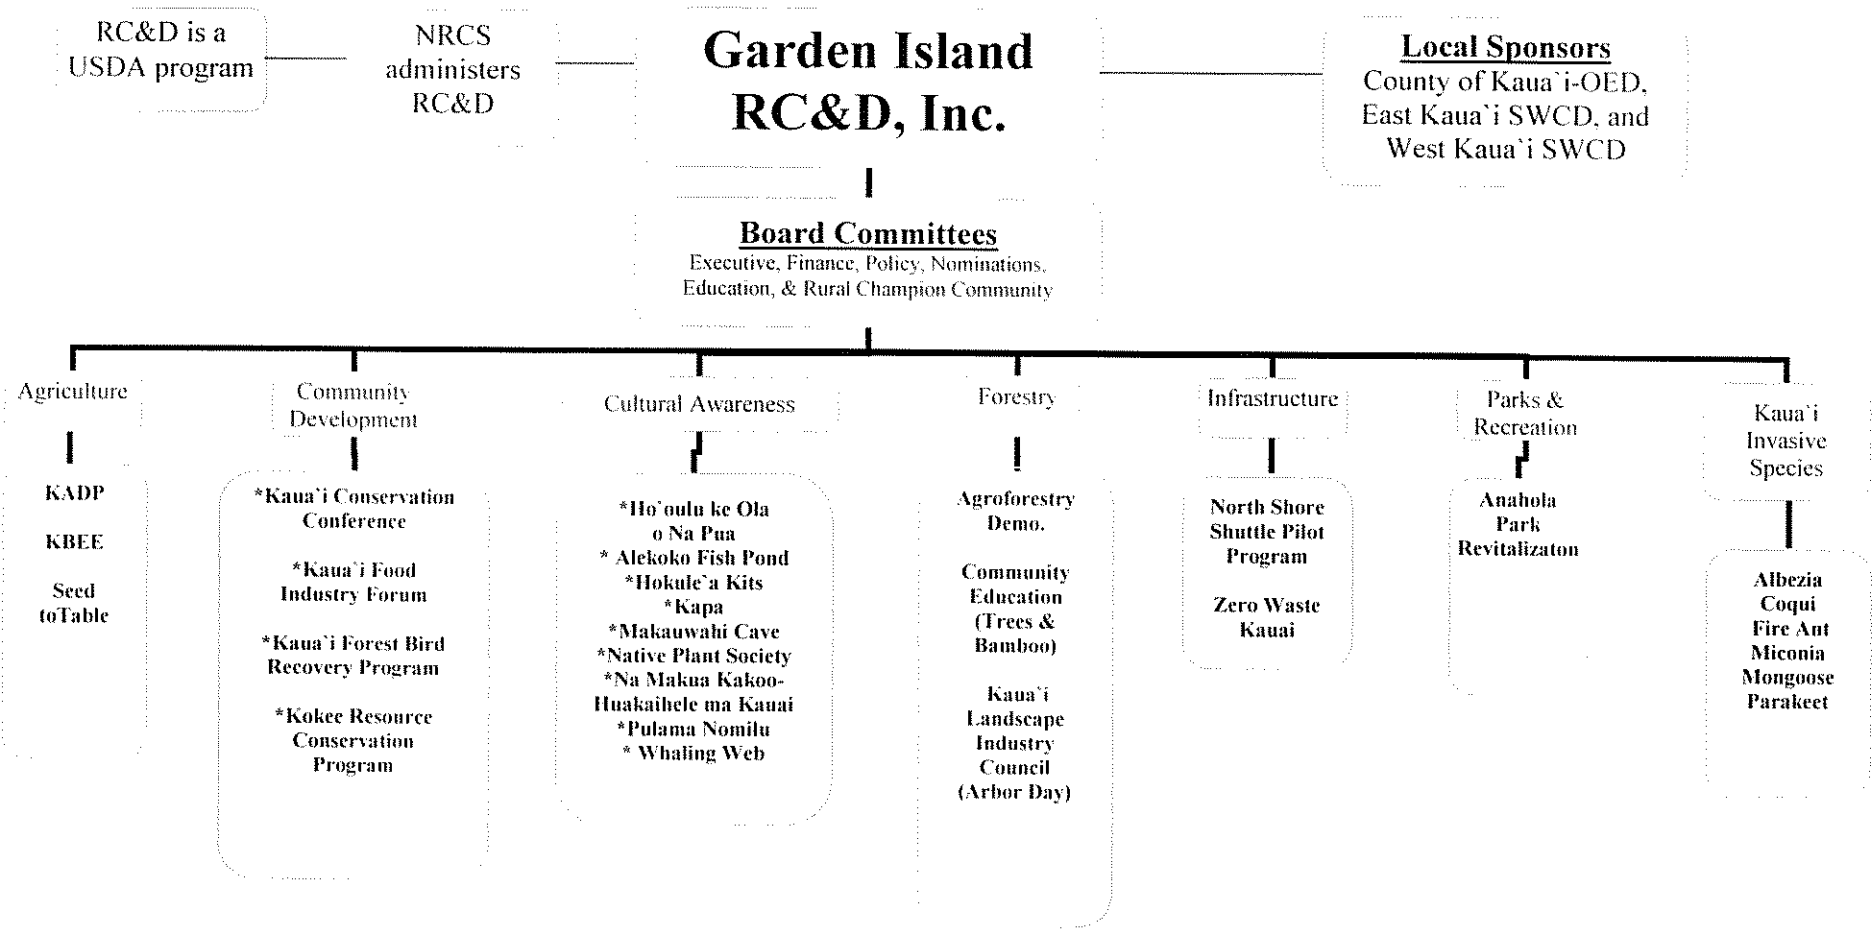 RC&D is a
USDA program
NRCS
administers
RC&D
Garden Island
RC&D, Inc.
Local Sponsors
County of Kaua`i-OED,
East Kaua`i SWCD, and
West Kaua`i SWCD
Board Committees
Executive, Finance, Policy, Nominations,
Education, & Rural Champion Community
Agriculture
KADP
KBEE
Seed
toTable
Community
Development
*Kaua`i Conservation
Conference
*Kaua`i Food
Industry Forum
*Kaua`i Forest Bird
Recovery Program
*Kokee Resource
Conservation
Program
Cultural Awareness
*Ho`oulu ke Ola
o Na Pua
* Alekoko Fish Pond
*Hokule`a Kits
*Kapa
*Makauwahi Cave
*Native Plant Society
*Na Makua Kakoo-
Huakaihele ma Kauai
*Pulama Nomilu
* Whaling Web
Forestry
Agroforestry
Demo.
Community
Education
(Trees &
Bamboo)
Kaua`i
Landscape
Industry
Council
(Arbor Day)
Infrastructure
North Shore
Shuttle Pilot
Program
Zero Waste
Kauai
Parks &
Recreation
Anahola
Park
Revitalizaton
Kaua`i
Invasive
Species
Albezia
Coqui
Fire Ant
Miconia
Mongoose
Parakeet